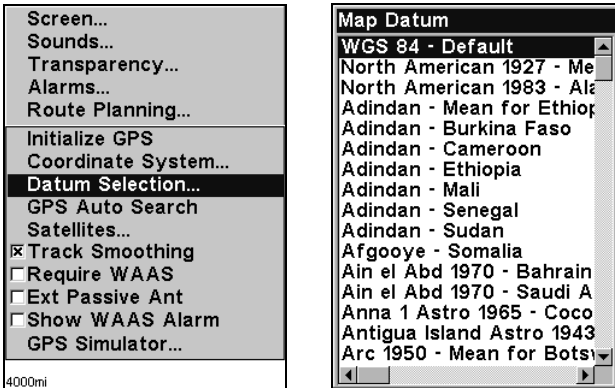 Screen...
Sounds...
Transparency...
Alarms...
Route Planning...
Initialize GPS
Coordinate System...
Datum Selection...
GPS Auto Search
Satellites...
Track Smoothing
Require WAAS
Ext Passive Ant
Show WAAS Alarm
GPS Simulator...
4000mi
Map Datum
WGS 84 - Default
North American 1927 - Me
North American 1983 - Ala
Adindan - Mean for Ethiop
Adindan - Burkina Faso
Adindan - Cameroon
Adindan - Ethiopia
Adindan - Mali
Adindan - Senegal
Adindan - Sudan
Afgooye - Somalia
Ain el Abd 1970 - Bahrain
Ain el Abd 1970 - Saudi A
Anna 1 Astro 1965 - Coco
Antigua Island Astro 1943
Arc 1950 - Mean for Botsw